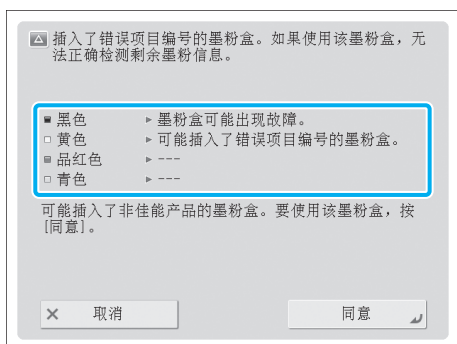 插入了错误项目编号的墨粉盒。如果使用该墨粉盒，无
法正确检测剩余墨粉信息。
黑色 ▸ 墨粉盒可能出现故障。
黄色 ▸ 可能插入了错误项目编号的墨粉盒。
品红色 ▸ ---
青色 ▸ ---
可能插入了非佳能产品的墨粉盒。要使用该墨粉盒，按
[同意]。
× 取消 同意